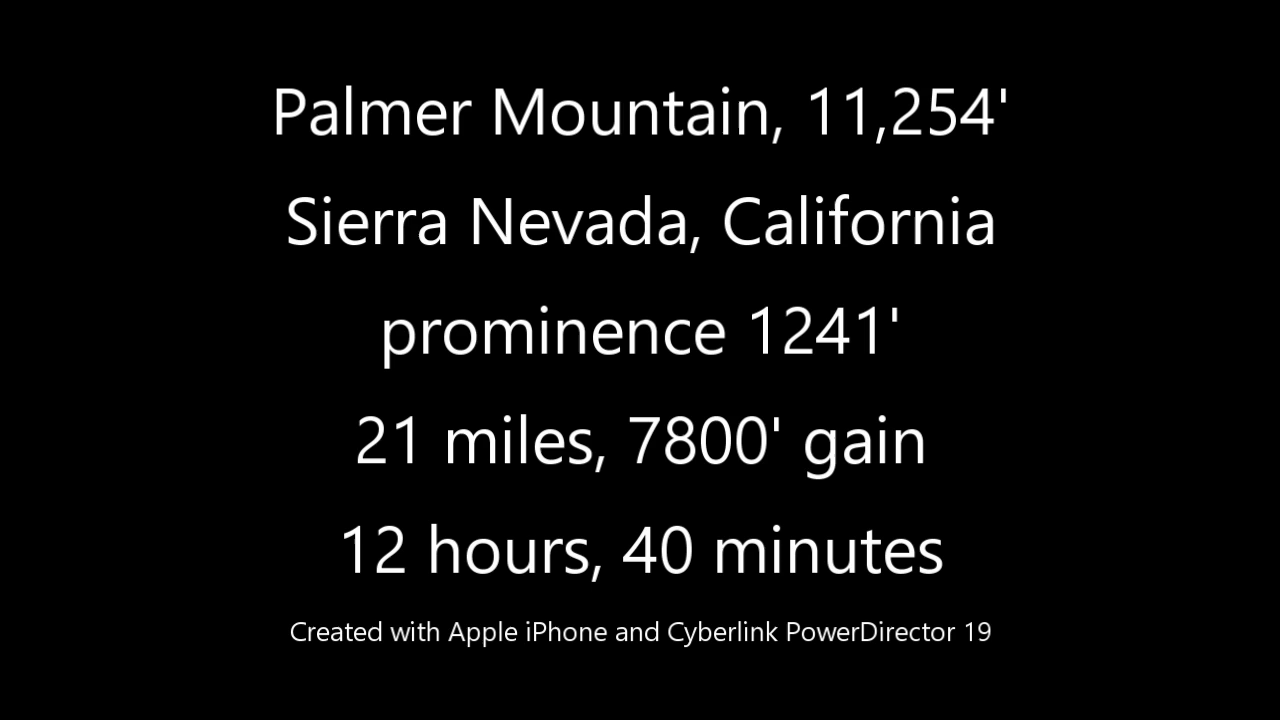 Palmer Mountain, 11,254'
Sierra Nevada, California
prominence 1241'
21 miles, 7800' gain
12 hours, 40 minutes
Created with Apple iPhone and Cyberlink PowerDirector 19